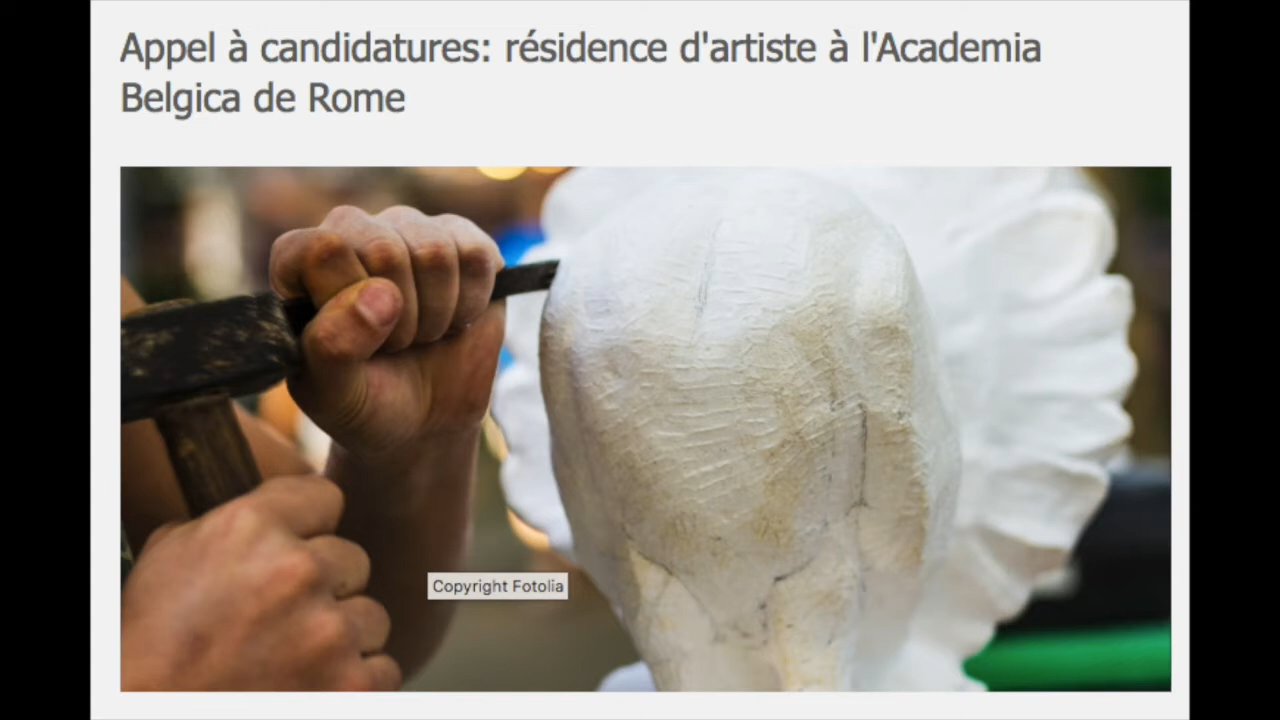 Appel à candidatures: résidence d'artiste à l'Academia
Belgica de Rome
Copyright Fotolia